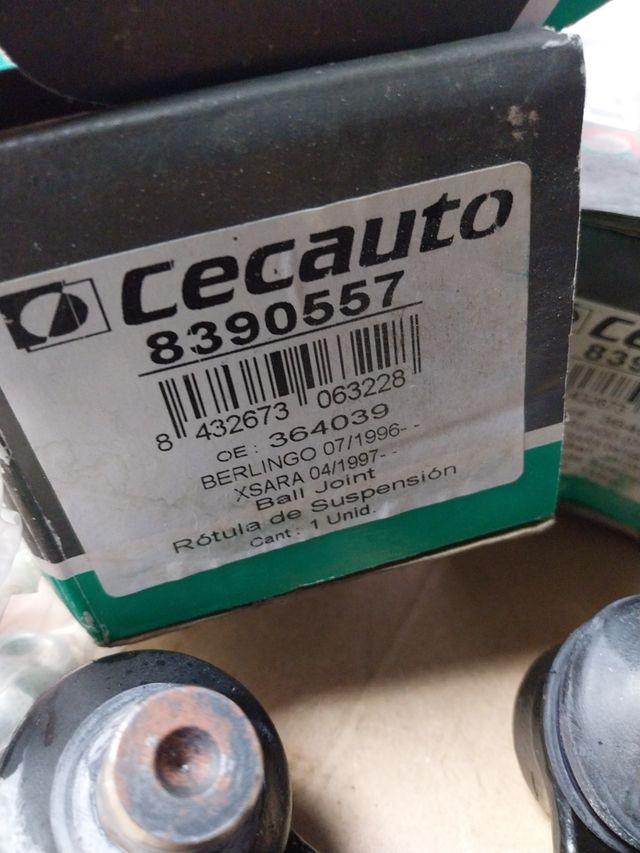 cecauto
8390557
8 432673 063228
OE: 364039
BERLINGO 07/1996- -
XSARA 04/1997- -
Ball Joint
Rótula de Suspensión
Cant: 1 Unid.